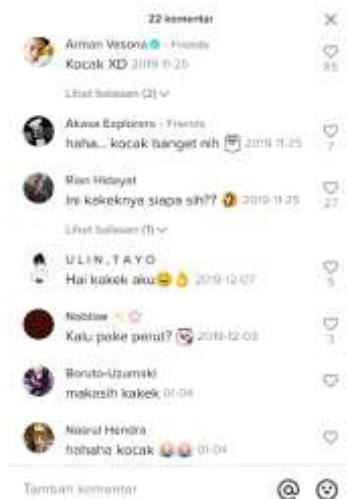 22 komentar
Arman Vesona - Friends
Kocak XD 2019-11-25
85
Lihat balasan (2)
Akasa Explorers - Friends
haha... kocak banget nih 2019-11-25
7
Rian Hidayat
Ini kakeknya siapa sih?? 🤣 2019-11-25
27
Lihat balasan (1)
U L I N , T A Y O
Hai kakek aku😄👌 2019-12-07
5
Kalu pake perut? 2019-12-03
3
Boruto-Uzumaki
makasih kakek 01-04
Nasrul Hendra
hahaha kocak 01-04
Tambah komentar